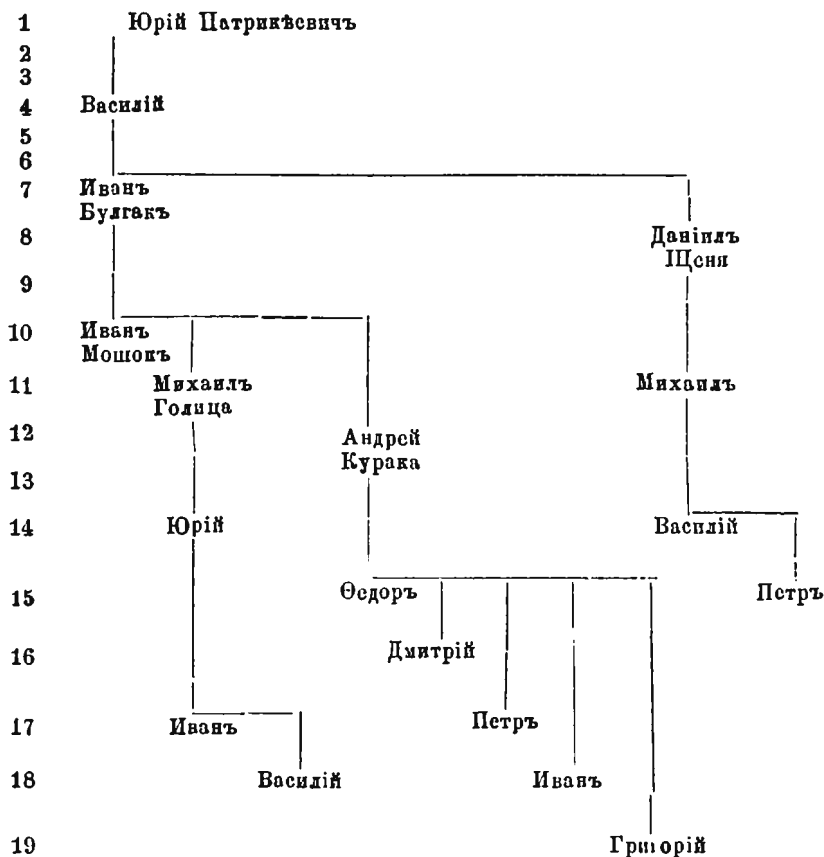 1 Юрій Патрикѣевичъ
2
3
4 Василій
5
6
7 Иванъ
Булгакъ
8 Даніилъ
Щеня
9
10 Иванъ
Мошокъ
11 Михаилъ Михаилъ
Голица
12 Андрей
Курака
13
14 Юрій Василій
15 Ѳедоръ Петръ
16 Дмитрій
17 Иванъ Петръ
18 Василій Иванъ
19 Григорій